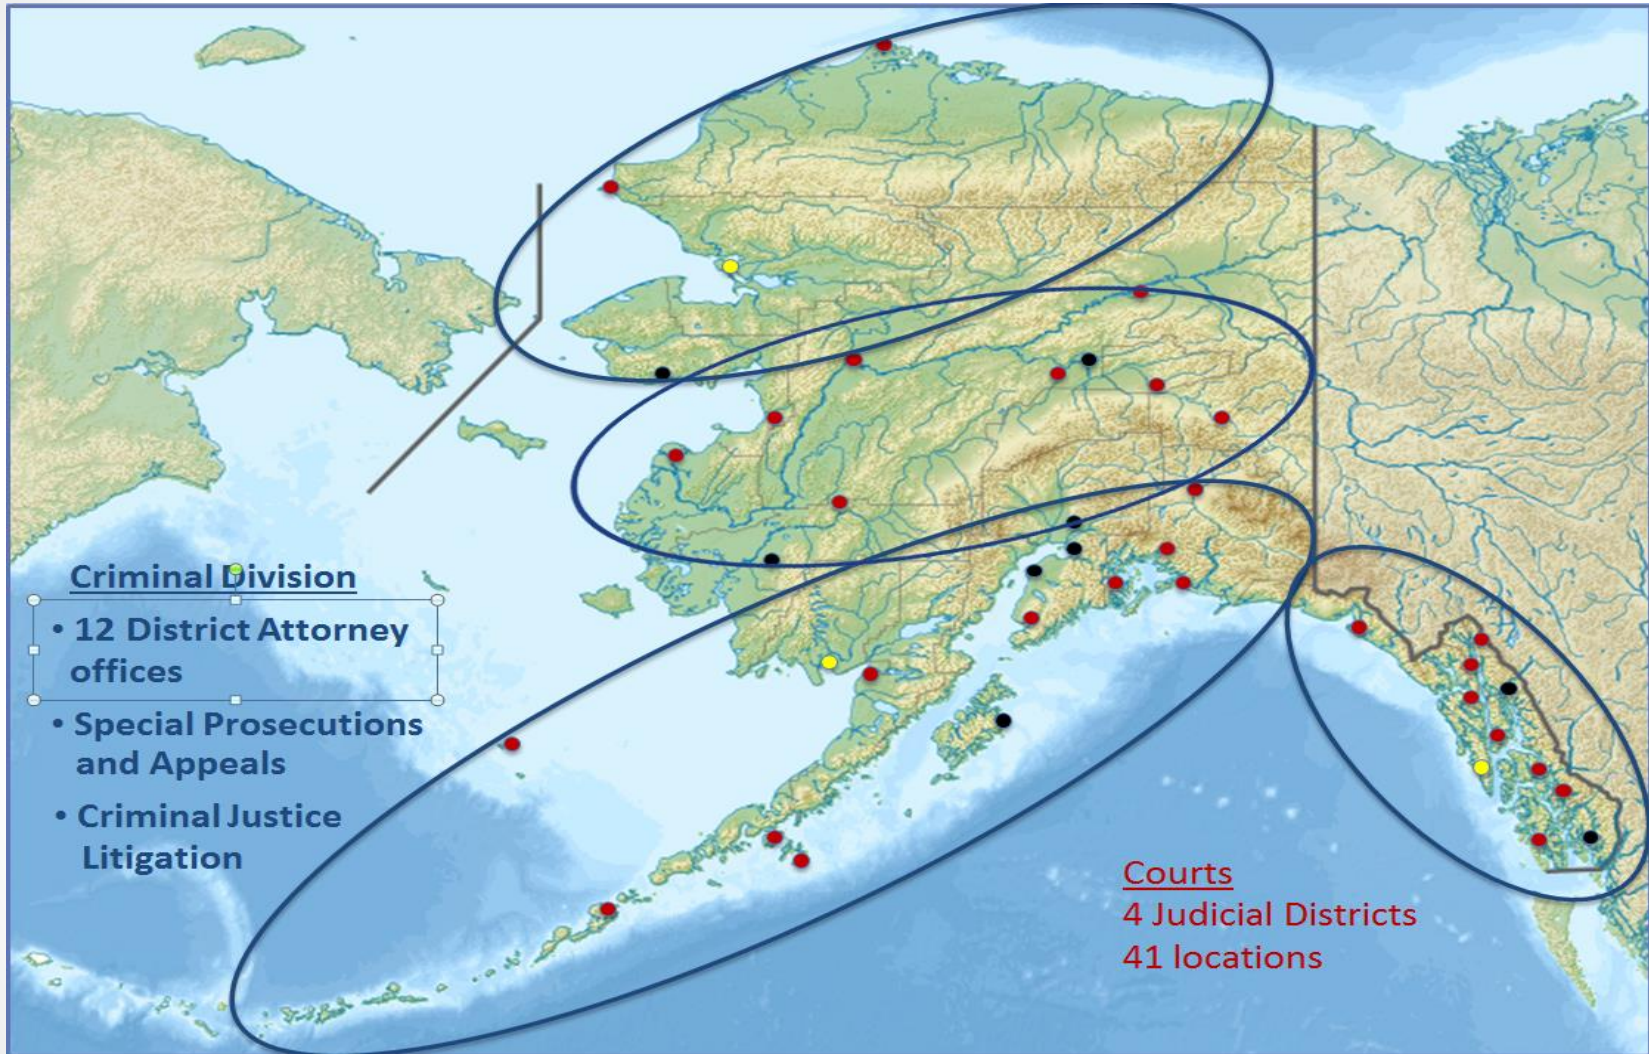 Criminal Division
• 12 District Attorney
offices
• Special Prosecutions
and Appeals
• Criminal Justice
Litigation
Courts
4 Judicial Districts
41 locations